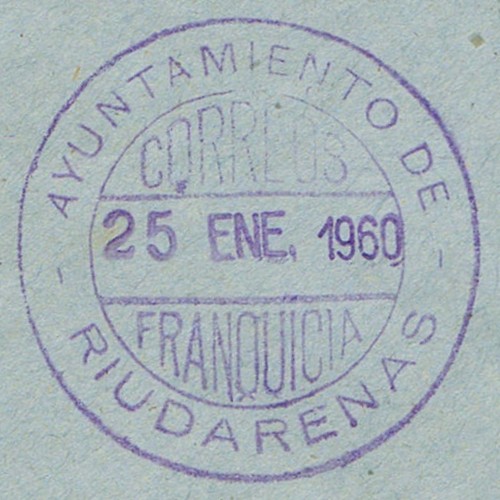 AYUNTAMIENTO DE
CORREOS
25 ENE. 1960
FRANQUICIA
- RIUDARENAS -